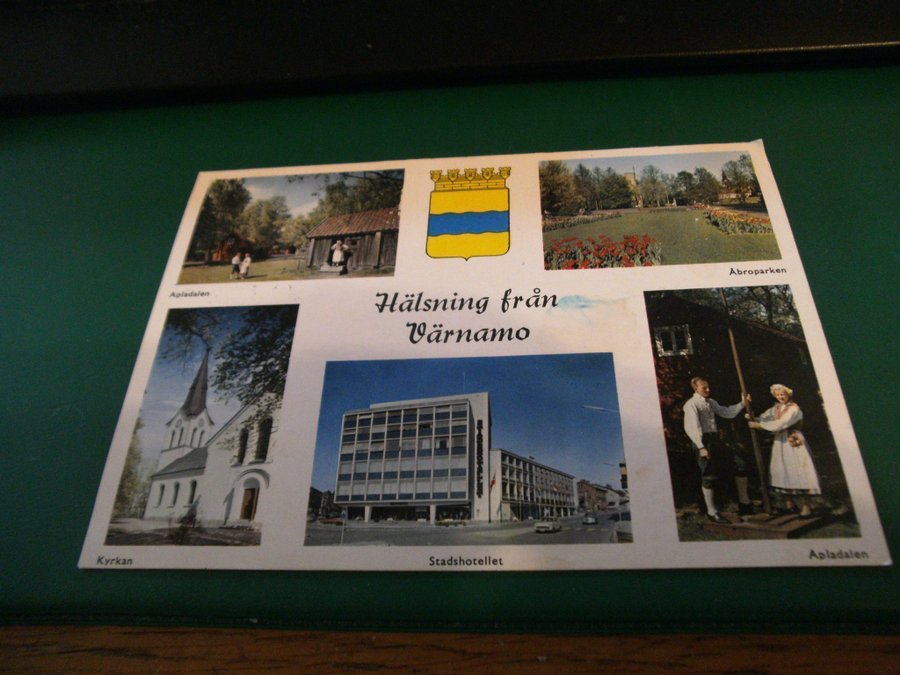 Apladalen
Åbroparken
Hälsning från
Värnamo
Kyrkan
Stadshotellet
Apladalen